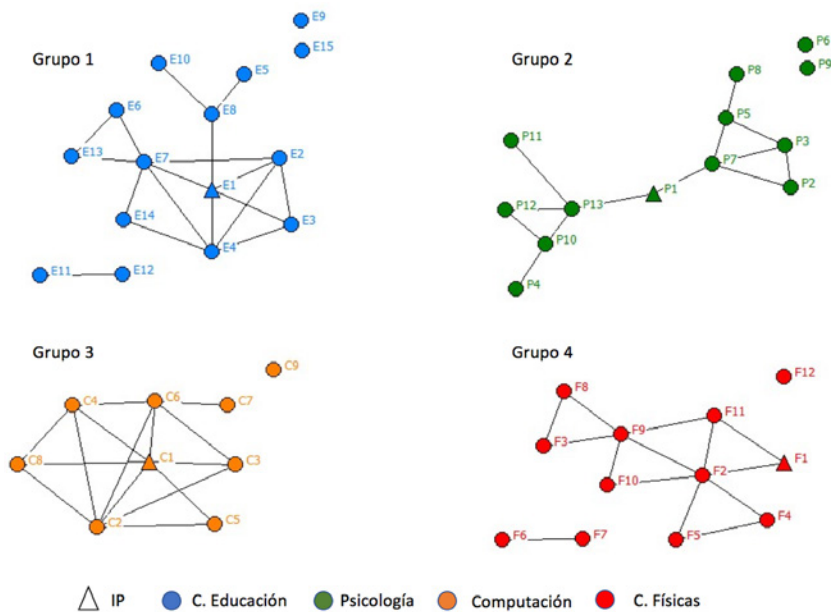 Grupo 1
E9
E15
E10
E5
E6
E8
E13
E7
E2
E1
E14
E3
E4
E11
E12
Grupo 2
P6
P9
P8
P11
P5
P3
P7
P2
P12
P13
P1
P10
P4
Grupo 3
C9
C4
C6
C7
C8
C1
C3
C2
C5
Grupo 4
F12
F8
F11
F9
F3
F2
F1
F10
F4
F6
F7
F5
IP C. Educación Psicología Computación C. Físicas